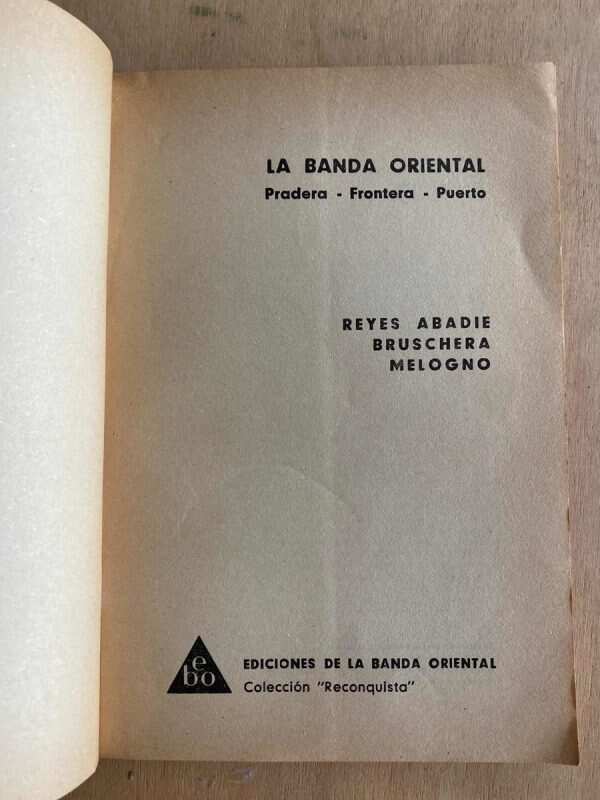 LA BANDA ORIENTAL
Pradera - Frontera - Puerto
REYES ABADIE
BRUSCHERA
MELOGNO
ebo
EDICIONES DE LA BANDA ORIENTAL
Colección "Reconquista"